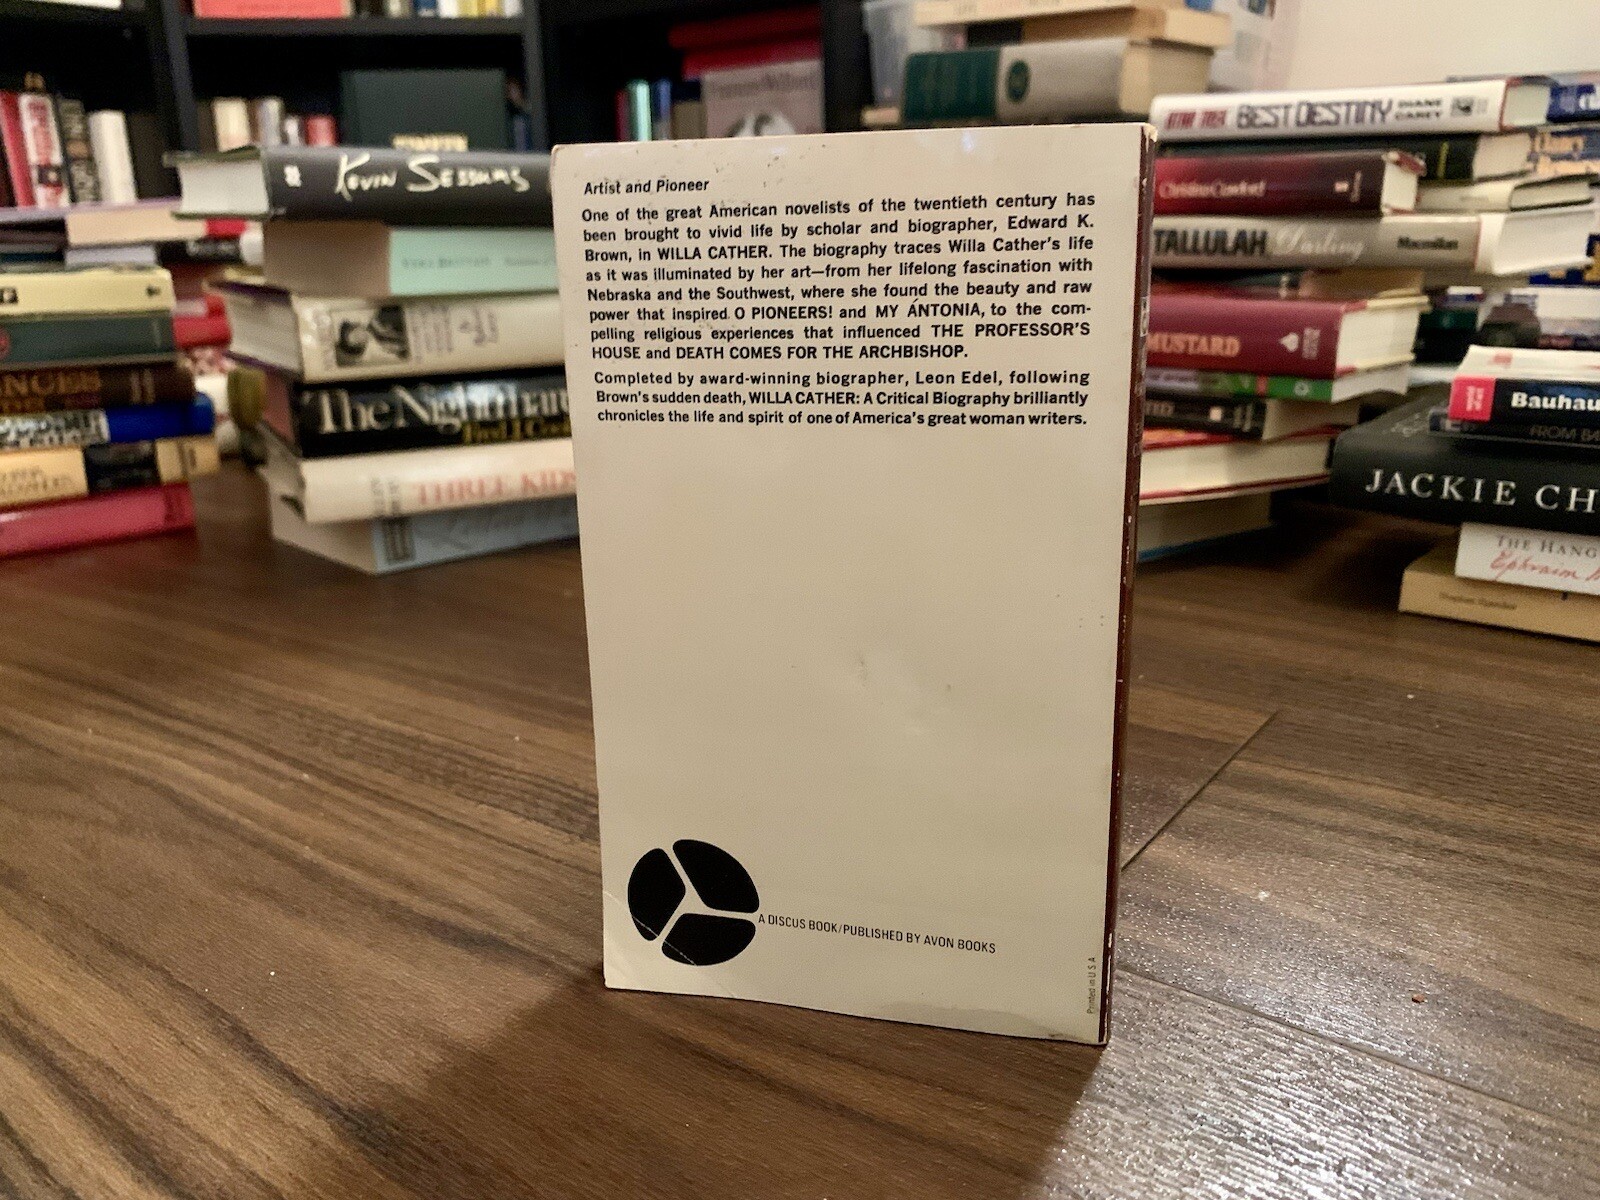 Artist and Pioneer
One of the great American novelists of the twentieth century has
been brought to vivid life by scholar and biographer, Edward K.
Brown, in WILLA CATHER. The biography traces Willa Cather's life
as it was illuminated by her art—from her lifelong fascination with
Nebraska and the Southwest, where she found the beauty and raw
power that inspired O PIONEERS! and MY ÁNTONIA, to the com-
pelling religious experiences that influenced THE PROFESSOR'S
HOUSE and DEATH COMES FOR THE ARCHBISHOP.
Completed by award-winning biographer, Leon Edel, following
Brown's sudden death, WILLA CATHER: A Critical Biography brilliantly
chronicles the life and spirit of one of America's great woman writers.
A DISCUS BOOK/PUBLISHED BY AVON BOOKS
Printed in U S A
KEVIN SESSUMS
The Nightmare
THREE KIDS
STAR TREK BEST DESTINY DIANE CAREY
Christina Crawford
TALLULAH Darling Macmillan
MUSTARD
Bauhau
JACKIE CH
THE HANG
Ephraim